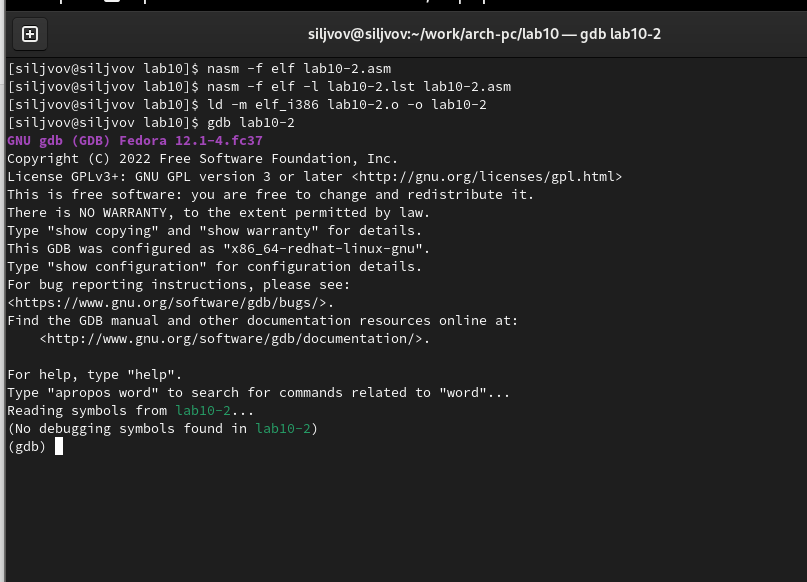 siljvov@siljvov:~/work/arch-pc/lab10 — gdb lab10-2
[siljvov@siljvov lab10]$ nasm -f elf lab10-2.asm
[siljvov@siljvov lab10]$ nasm -f elf -l lab10-2.lst lab10-2.asm
[siljvov@siljvov lab10]$ ld -m elf_i386 lab10-2.o -o lab10-2
[siljvov@siljvov lab10]$ gdb lab10-2
GNU gdb (GDB) Fedora 12.1-4.fc37
Copyright (C) 2022 Free Software Foundation, Inc.
License GPLv3+: GNU GPL version 3 or later <http://gnu.org/licenses/gpl.html>
This is free software: you are free to change and redistribute it.
There is NO WARRANTY, to the extent permitted by law.
Type "show copying" and "show warranty" for details.
This GDB was configured as "x86_64-redhat-linux-gnu".
Type "show configuration" for configuration details.
For bug reporting instructions, please see:
<https://www.gnu.org/software/gdb/bugs/>.
Find the GDB manual and other documentation resources online at:
    <http://www.gnu.org/software/gdb/documentation/>.

For help, type "help".
Type "apropos word" to search for commands related to "word"...
Reading symbols from lab10-2...
(No debugging symbols found in lab10-2)
(gdb)